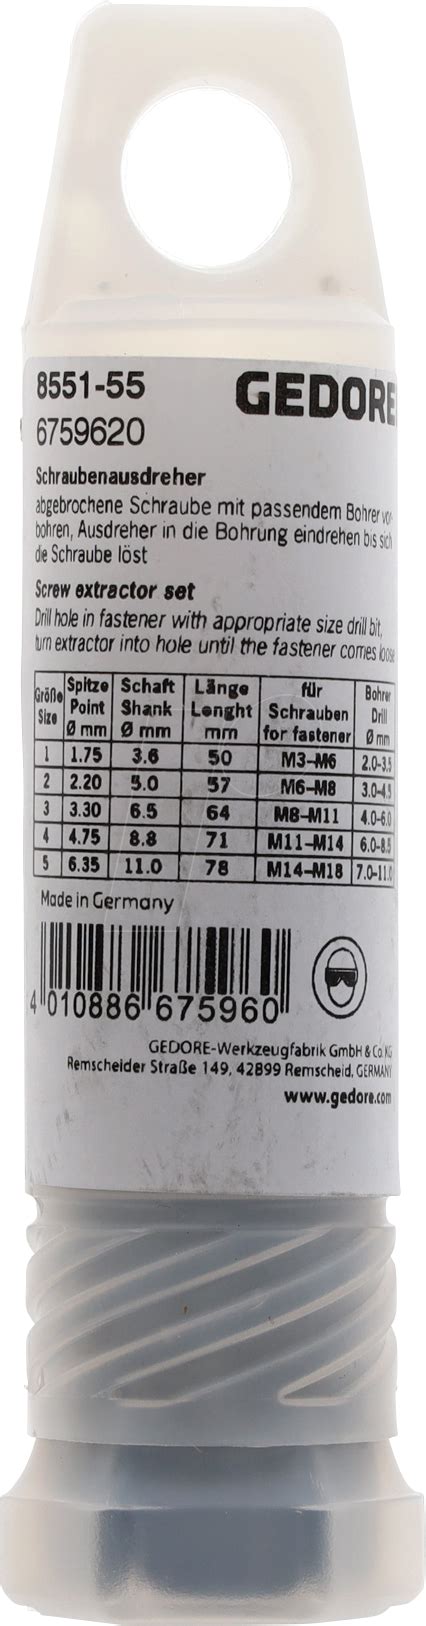 8551-55 GEDORE
6759620
Schraubenausdreher
abgebrochene Schraube mit passendem Bohrer vor-
bohren, Ausdreher in die Bohrung eindrehen bis sich
die Schraube löst
Screw extractor set
Drill hole in fastener with appropriate size drill bit,
turn extractor into hole until the fastener comes loose
Größe Size Spitze Point Ø mm Schaft Shank Ø mm Länge Lenght mm für Schrauben for fastener Bohrer Drill Ø mm
1 1.75 3.6 50 M3-M6 2.0-3.5
2 2.20 5.0 57 M6-M8 3.0-4.5
3 3.30 6.5 64 M8-M11 4.0-6.0
4 4.75 8.8 71 M11-M14 6.0-8.5
5 6.35 11.0 78 M14-M18 7.0-11.0
Made in Germany
4 010886 675960
GEDORE-Werkzeugfabrik GmbH & Co. KG
Remscheider Straße 149, 42899 Remscheid, GERMANY
www.gedore.com